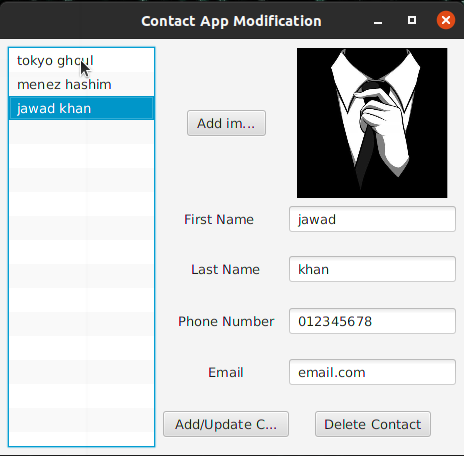 Contact App Modification
tokyo ghoul
menez hashim
jawad khan
Add im...
First Name
jawad
Last Name
khan
Phone Number
012345678
Email
email.com
Add/Update C...
Delete Contact